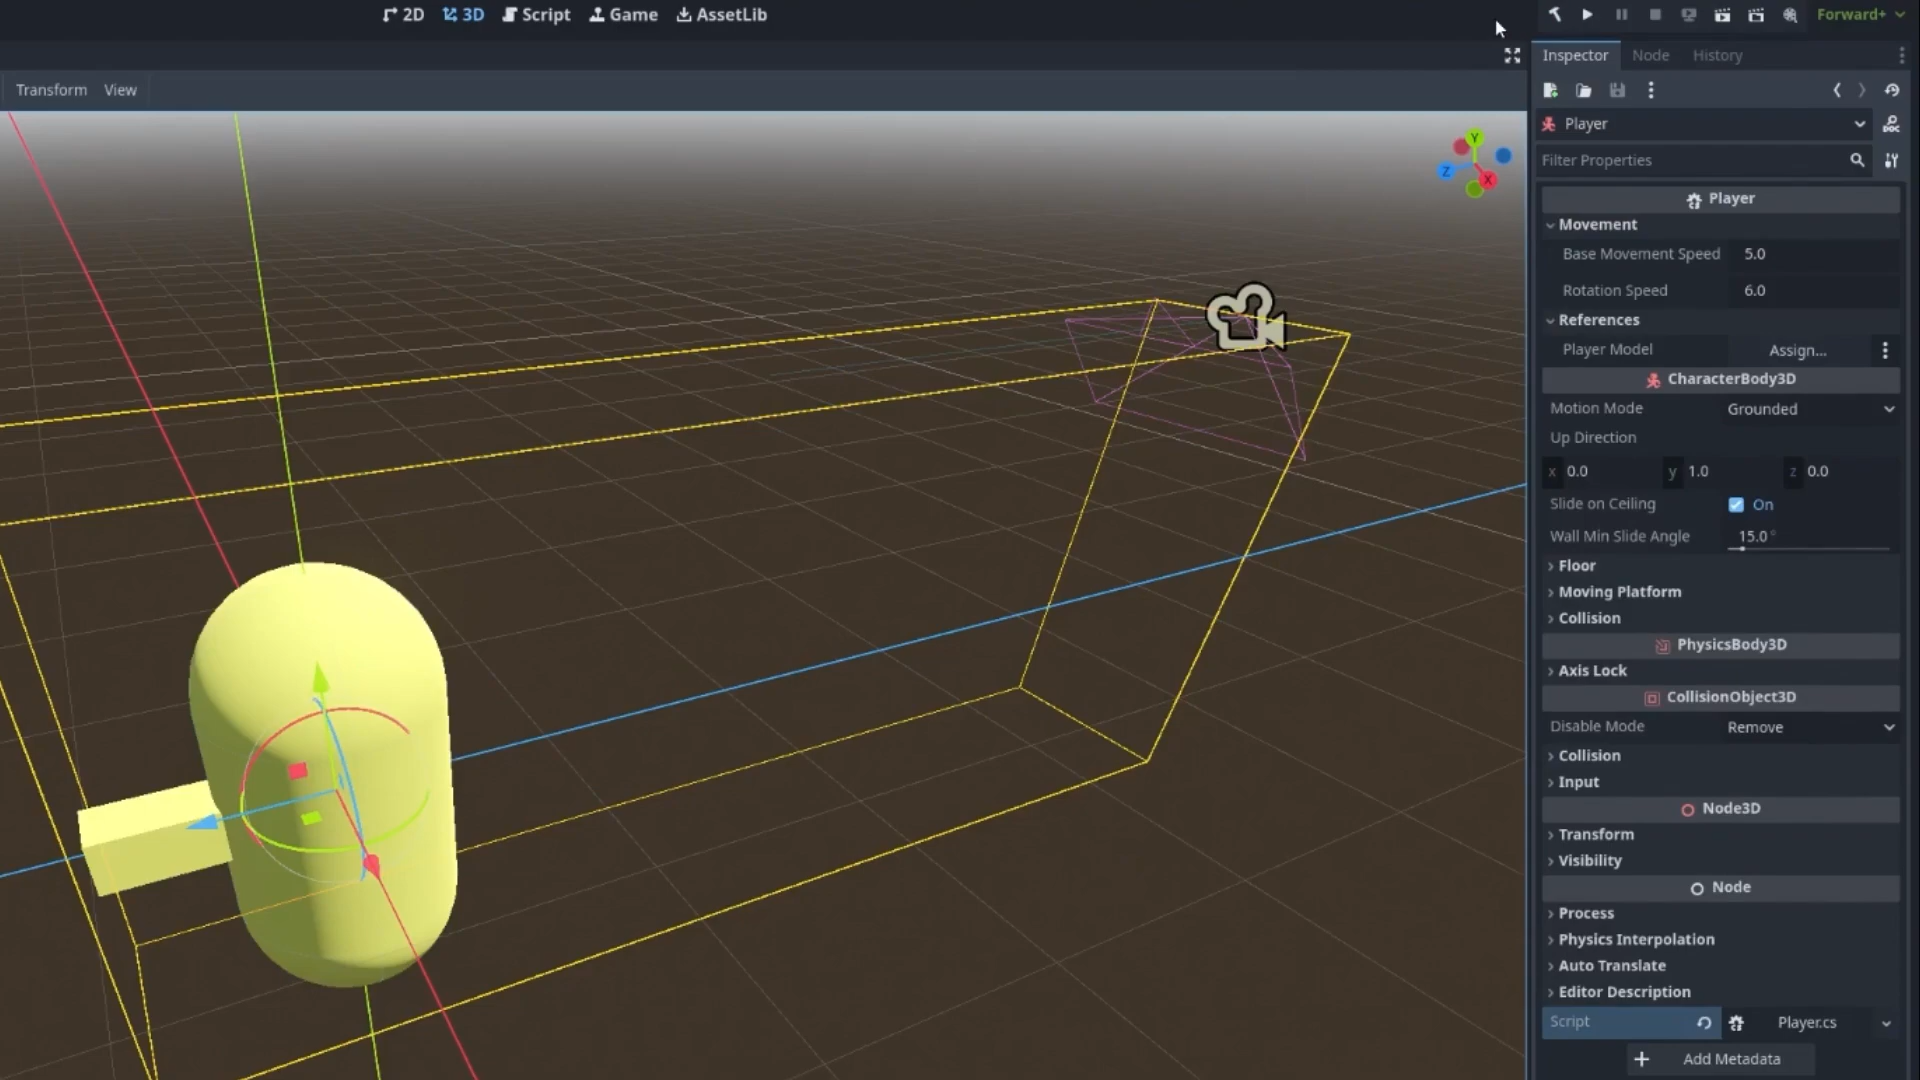 2D 3D Script Game AssetLib
Forward+
Inspector Node History
Transform View
Player
Filter Properties
Y
Z
X
Player
Movement
Base Movement Speed 5.0
Rotation Speed 6.0
References
Player Model Assign...
CharacterBody3D
Motion Mode Grounded
Up Direction
x 0.0 y 1.0 z 0.0
Slide on Ceiling On
Wall Min Slide Angle 15.0°
Floor
Moving Platform
Collision
PhysicsBody3D
Axis Lock
CollisionObject3D
Disable Mode Remove
Collision
Input
Node3D
Transform
Visibility
Node
Process
Physics Interpolation
Auto Translate
Editor Description
Script Player.cs
Add Metadata